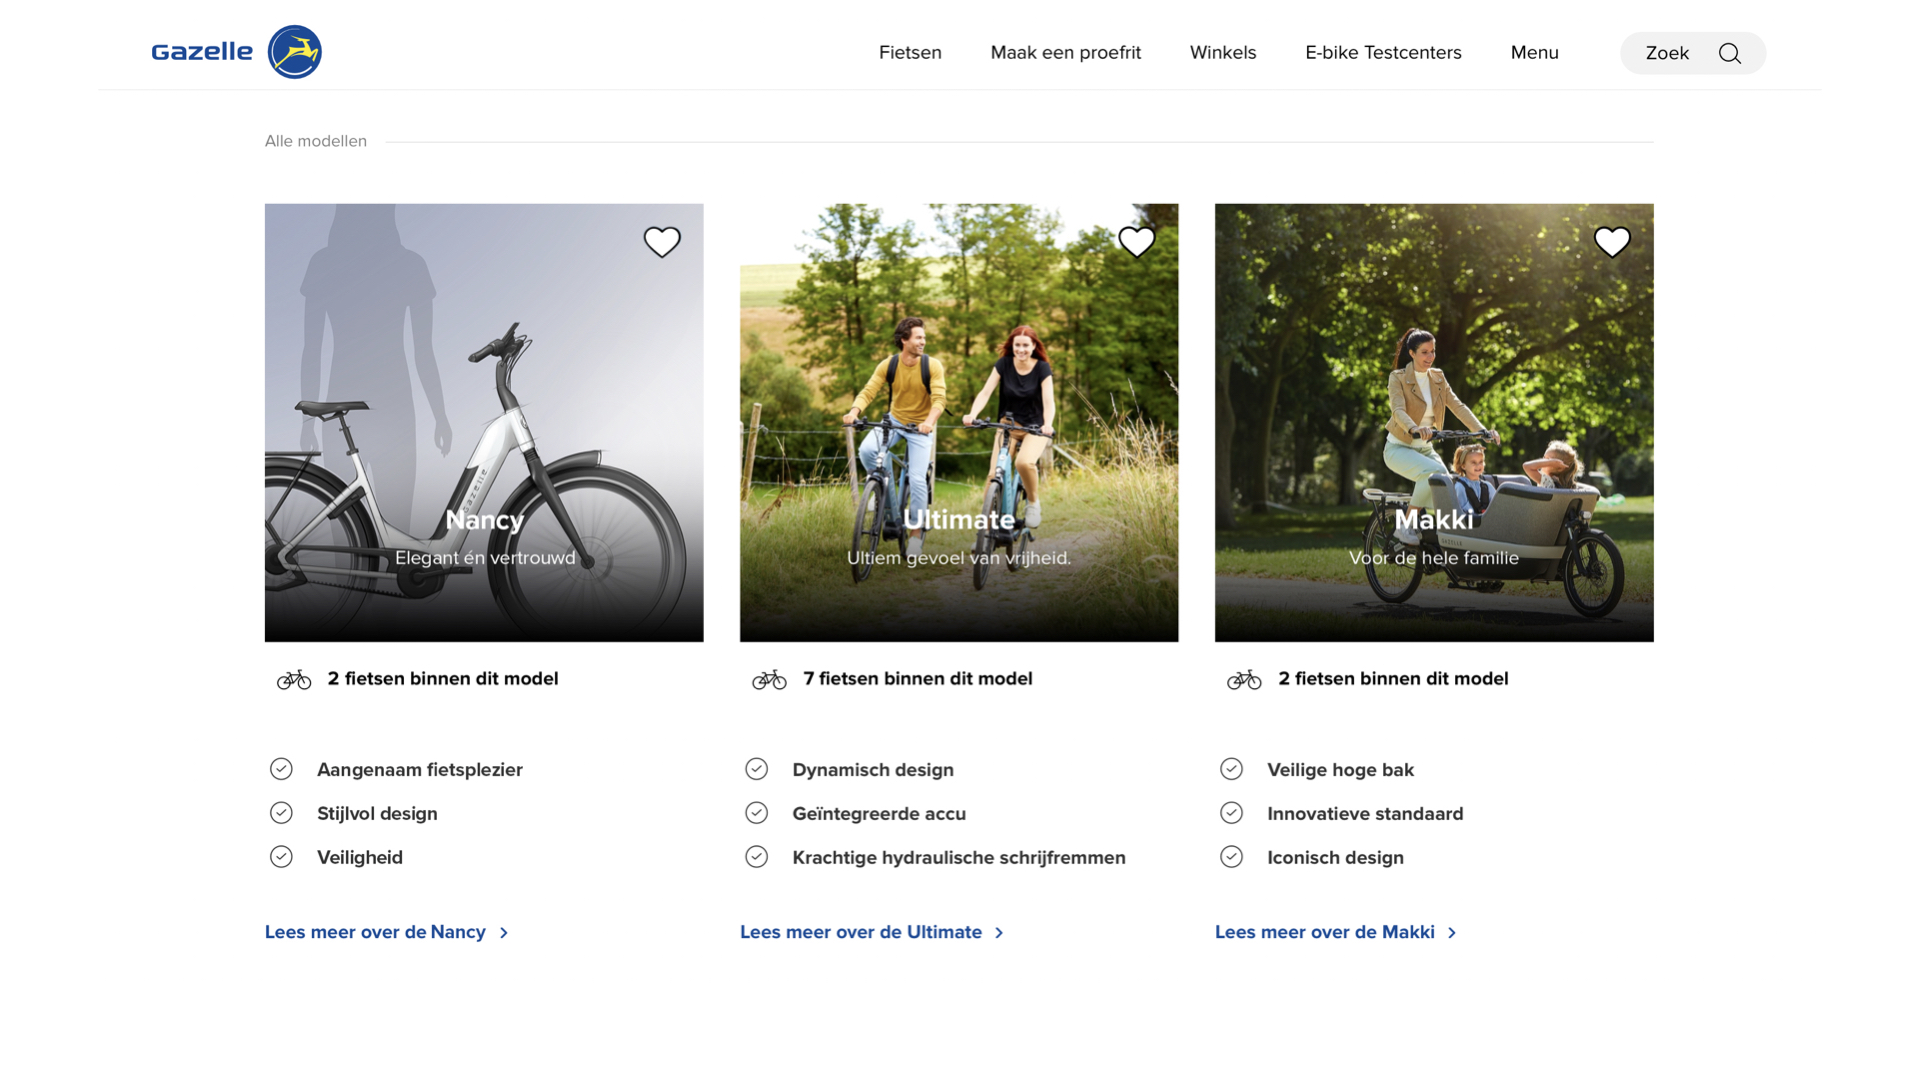 Gazelle
Fietsen
Maak een proefrit
Winkels
E-bike Testcenters
Menu
Zoek
Alle modellen
Gazelle
Nancy
Elegant én vertrouwd
2 fietsen binnen dit model
Aangenaam fietsplezier
Stijlvol design
Veiligheid
Lees meer over de Nancy
Ultimate
Ultiem gevoel van vrijheid.
7 fietsen binnen dit model
Dynamisch design
Geïntegreerde accu
Krachtige hydraulische schrijfremmen
Lees meer over de Ultimate
GAZELLE
Makki
Voor de hele familie
2 fietsen binnen dit model
Veilige hoge bak
Innovatieve standaard
Iconisch design
Lees meer over de Makki